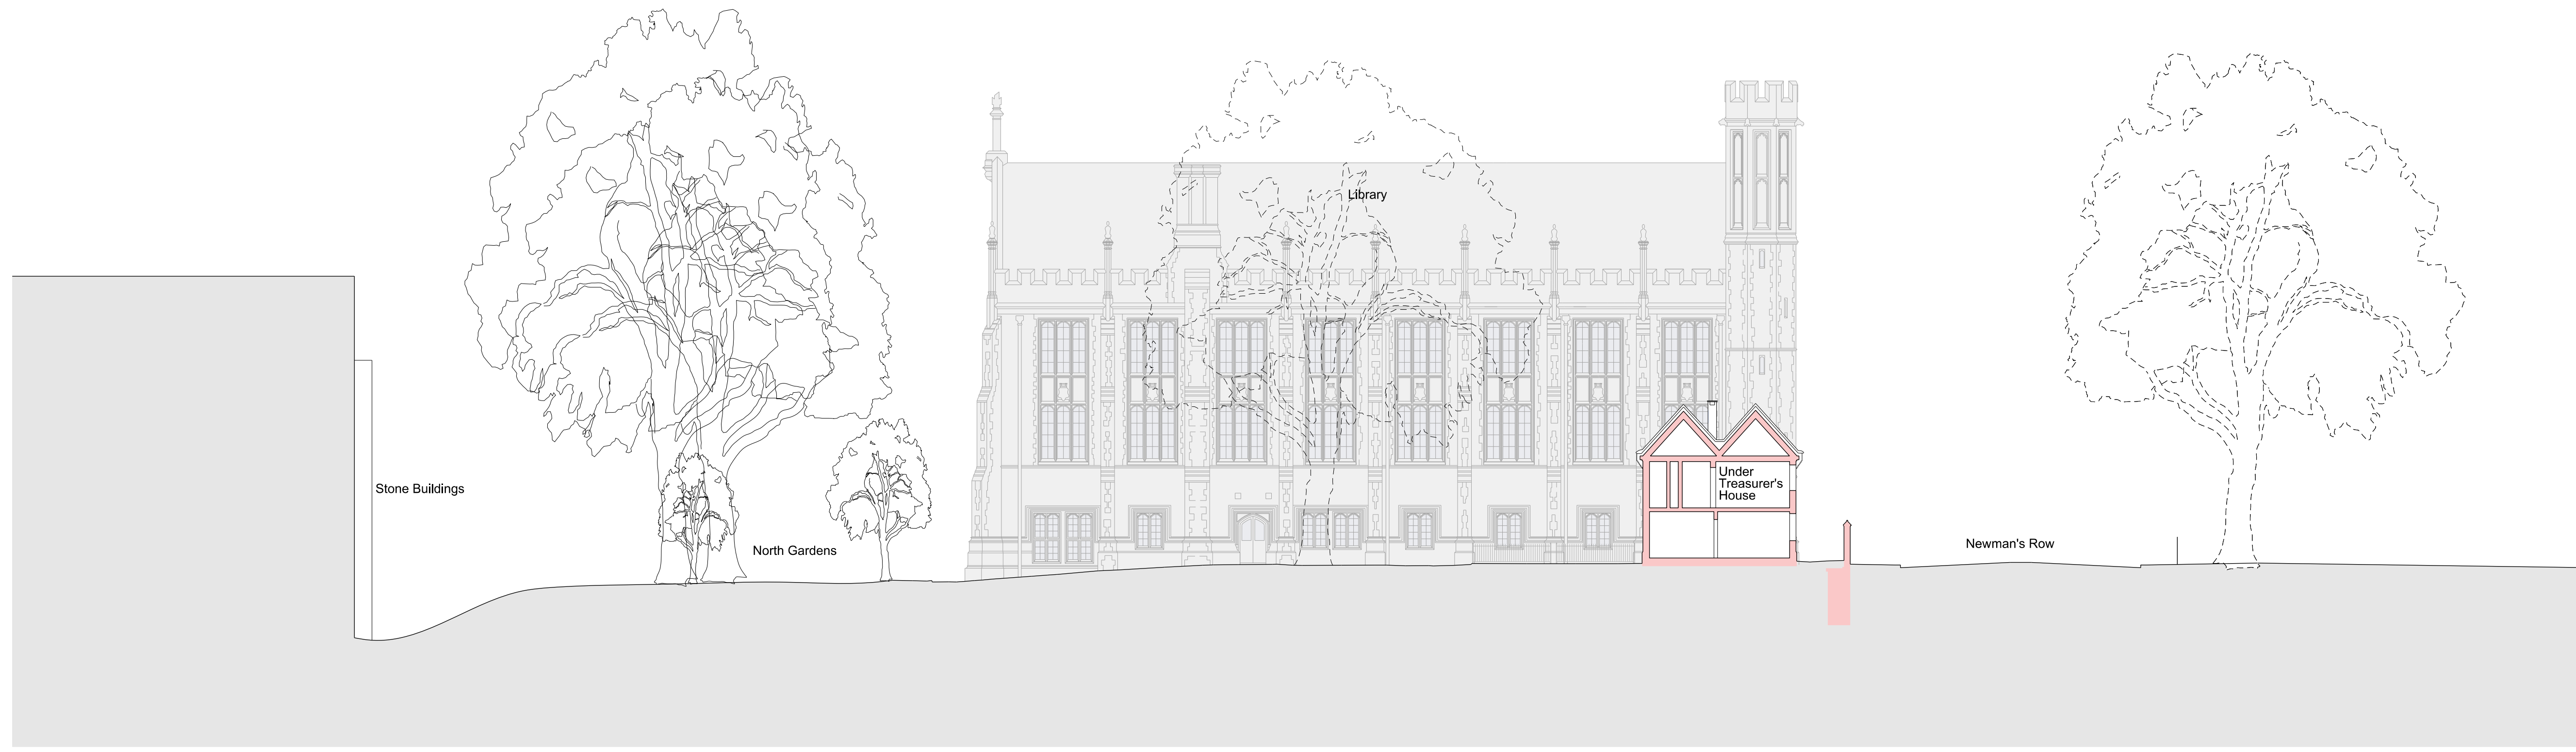 Library
Stone Buildings
North Gardens
Under
Treasurer's
House
Newman's Row